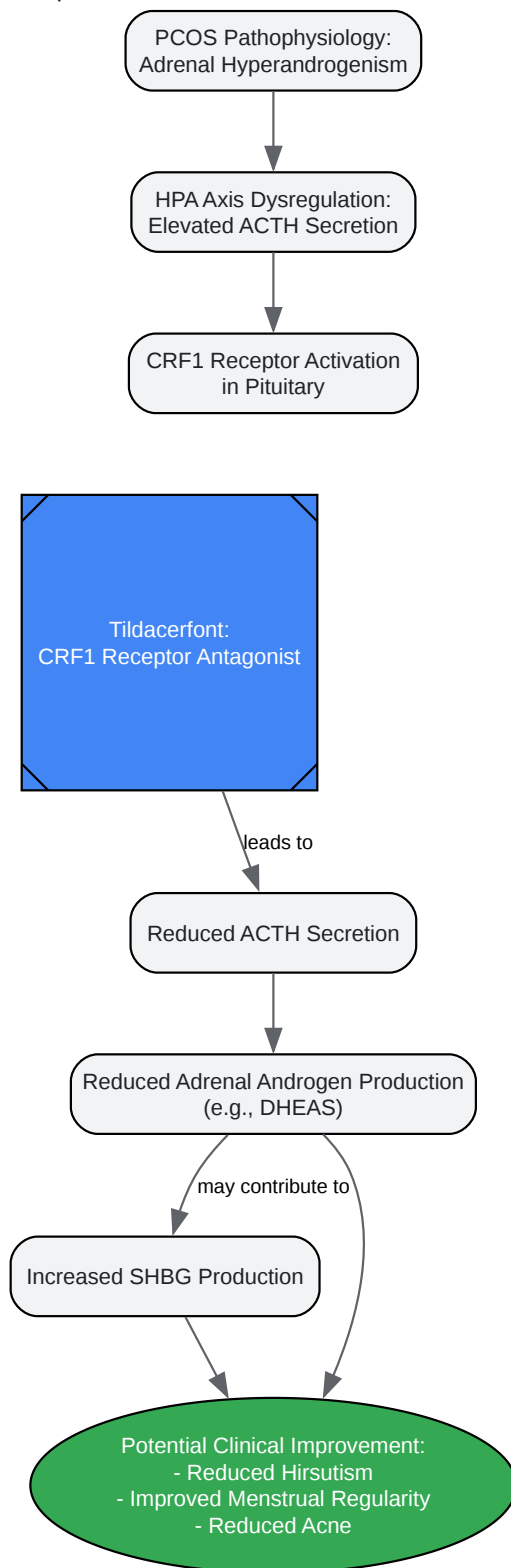 PCOS Pathophysiology:
Adrenal Hyperandrogenism
HPA Axis Dysregulation:
Elevated ACTH Secretion
CRF1 Receptor Activation
in Pituitary
Tildacerfont:
CRF1 Receptor Antagonist
leads to
Reduced ACTH Secretion
Reduced Adrenal Androgen Production
(e.g., DHEAS)
may contribute to
Increased SHBG Production
Potential Clinical Improvement:
- Reduced Hirsutism
- Improved Menstrual Regularity
- Reduced Acne